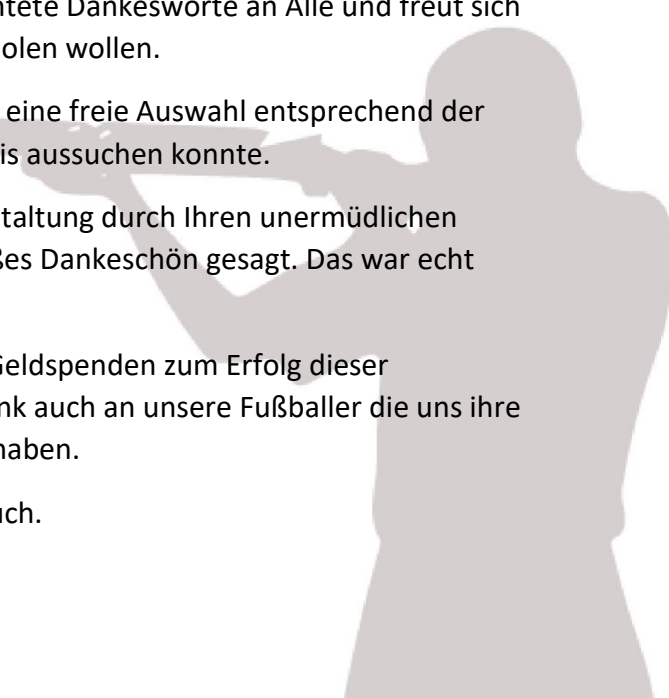 ntete Dankesworte an Alle und freut sich
olen wollen.
eine freie Auswahl entsprechend der
is aussuchen konnte.
taltung durch Ihren unermüdlichen
ßes Dankeschön gesagt. Das war echt
Geldspenden zum Erfolg dieser
nk auch an unsere Fußballer die uns ihre
haben.
uch.